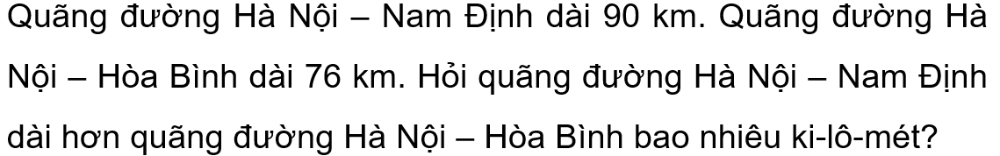 Quãng đường Hà Nội – Nam Định dài 90 km. Quãng đường Hà
Nội – Hòa Bình dài 76 km. Hỏi quãng đường Hà Nội – Nam Định
dài hơn quãng đường Hà Nội – Hòa Bình bao nhiêu ki-lô-mét?